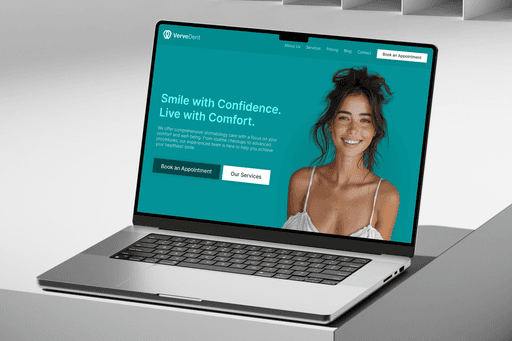 VerveDent
About Us Services Pricing Blog Contact Book an Appointment
Smile with Confidence.
Live with Comfort.
We offer comprehensive stomatology care with a focus on your
comfort and well-being. From routine checkups to advanced
procedures, our experienced team is here to help you achieve
your healthiest smile.
Book an Appointment Our Services